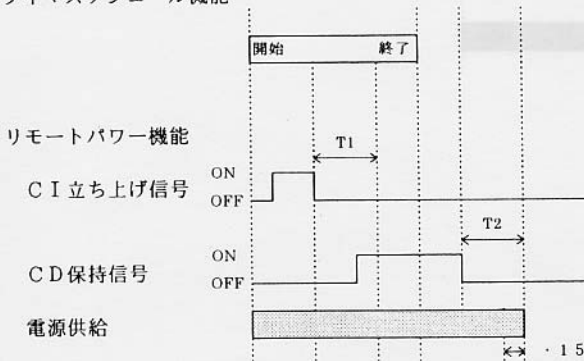 開始 終了
リモートパワー機能
T1
ON
CI立ち上げ信号
OFF
T2
ON
CD保持信号
OFF
電源供給
・15